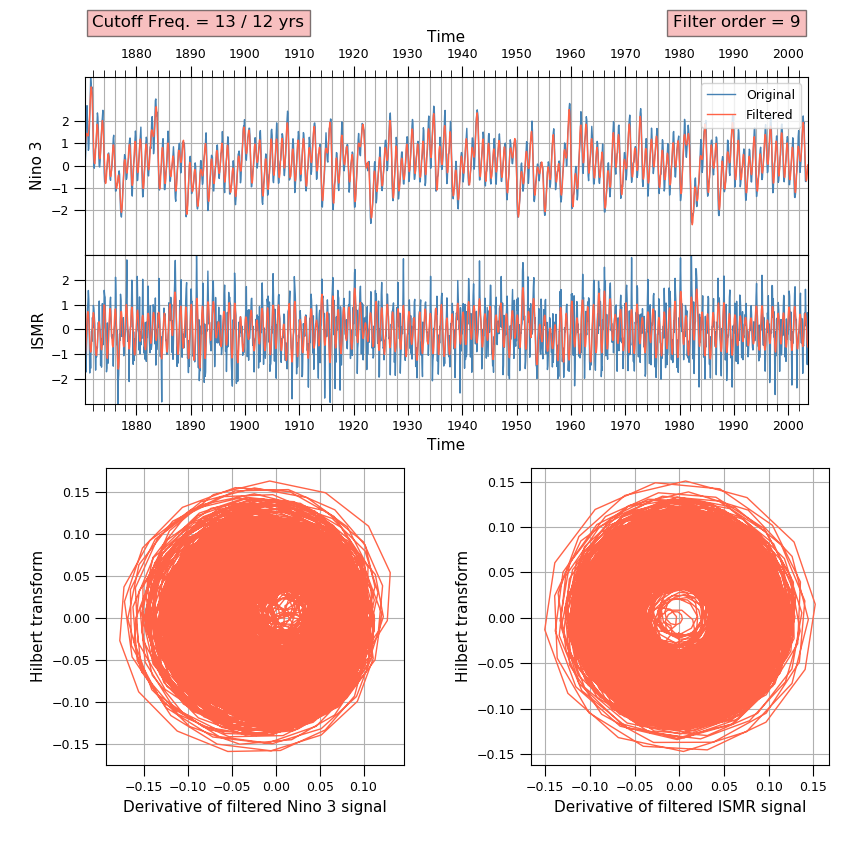 Cutoff Freq. = 13 / 12 yrs
Filter order = 9
Time
1880 1890 1900 1910 1920 1930 1940 1950 1960 1970 1980 1990 2000
Original
Filtered
Nino 3
2
1
0
−1
−2
ISMR
2
1
0
−1
−2
1880 1890 1900 1910 1920 1930 1940 1950 1960 1970 1980 1990 2000
Time
Hilbert transform
0.15
0.10
0.05
0.00
−0.05
−0.10
−0.15
−0.15 −0.10 −0.05 0.00 0.05 0.10
Derivative of filtered Nino 3 signal
Hilbert transform
0.15
0.10
0.05
0.00
−0.05
−0.10
−0.15
−0.15 −0.10 −0.05 0.00 0.05 0.10 0.15
Derivative of filtered ISMR signal